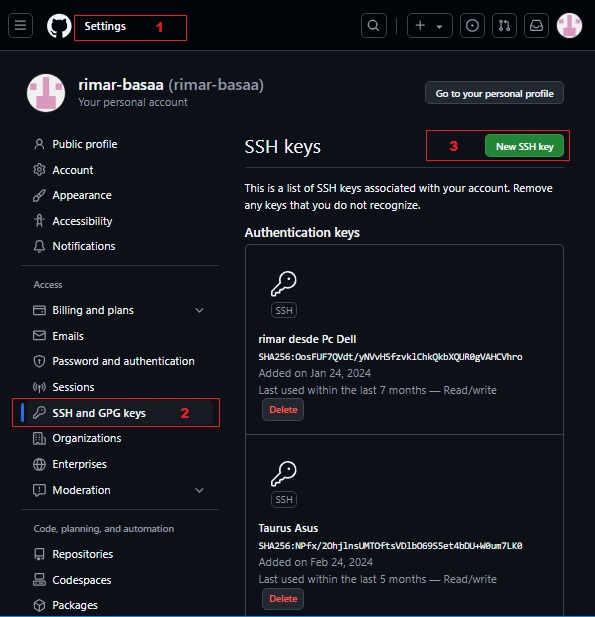 Settings 1
rimar-basaa (rimar-basaa)
Your personal account
Go to your personal profile
Public profile
Account
Appearance
Accessibility
Notifications
Access
Billing and plans
Emails
Password and authentication
Sessions
SSH and GPG keys 2
Organizations
Enterprises
Moderation
Code, planning, and automation
Repositories
Codespaces
Packages
SSH keys
3 New SSH key
This is a list of SSH keys associated with your account. Remove
any keys that you do not recognize.
Authentication keys
SSH
rimar desde Pc Dell
SHA256:OosFUF7QVdt/yNVvHSfzvklChkQkbXQUR0gVAHCVhro
Added on Jan 24, 2024
Last used within the last 7 months — Read/write
Delete
SSH
Taurus Asus
SHA256:NPfx/2OhjlnsUMTOftsVDlbO69S5et4bDU+W0um7LK0
Added on Feb 24, 2024
Last used within the last 5 months — Read/write
Delete